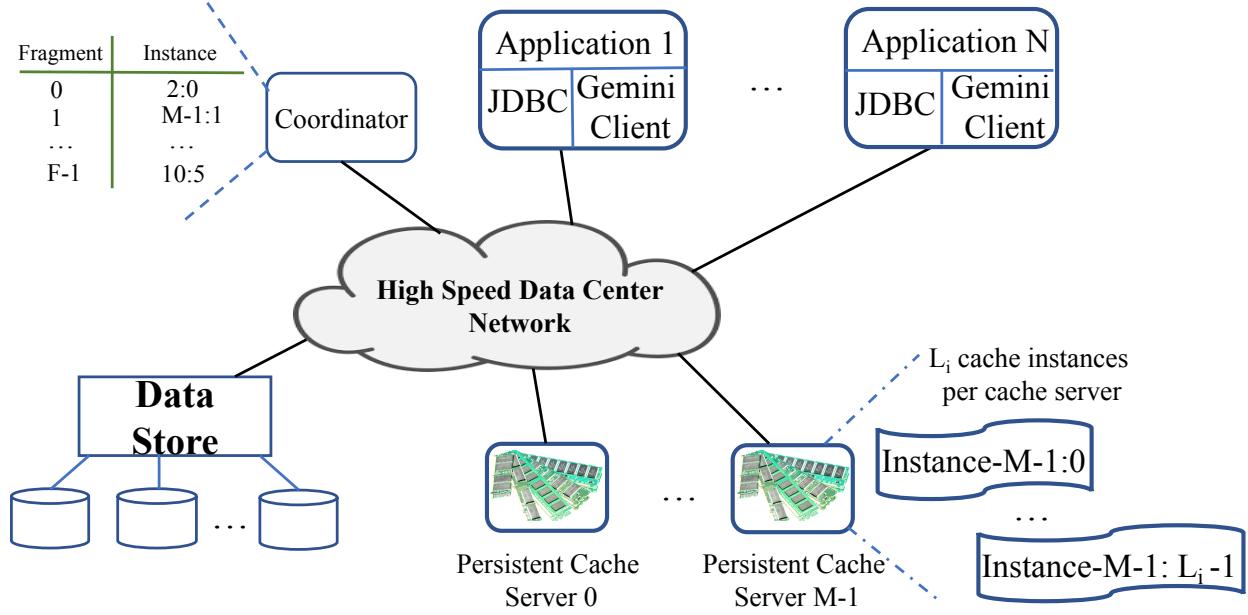 Fragment Instance
0 2:0
1 M-1:1
… …
F-1 10:5
Coordinator
Application 1
JDBC
Gemini
Client
…
Application N
JDBC
Gemini
Client
High Speed Data Center
Network
Data
Store
…
Persistent Cache
Server 0
…
Persistent Cache
Server M-1
Li cache instances
per cache server
Instance-M-1:0
…
Instance-M-1: Li -1